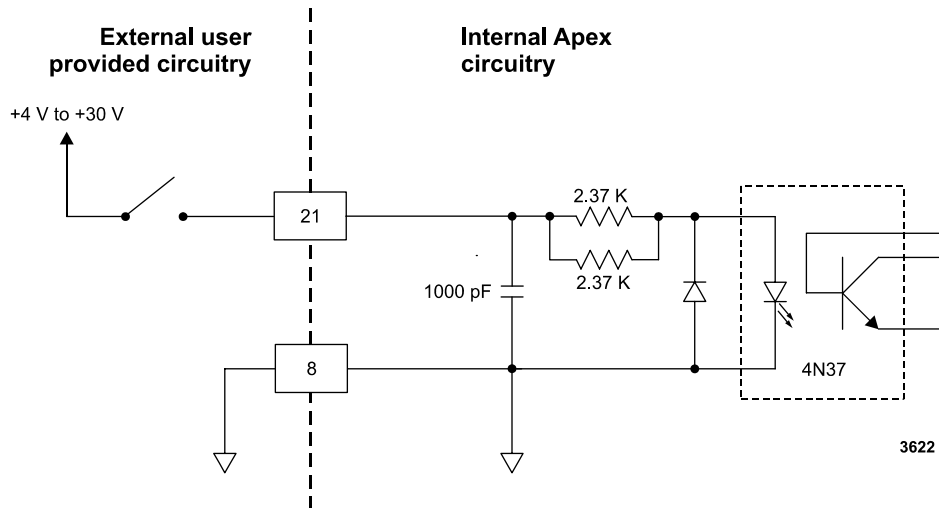 External user
provided circuitry
Internal Apex
circuitry
+4 V to +30 V
21
2.37 K
2.37 K
1000 pF
8
4N37
3622